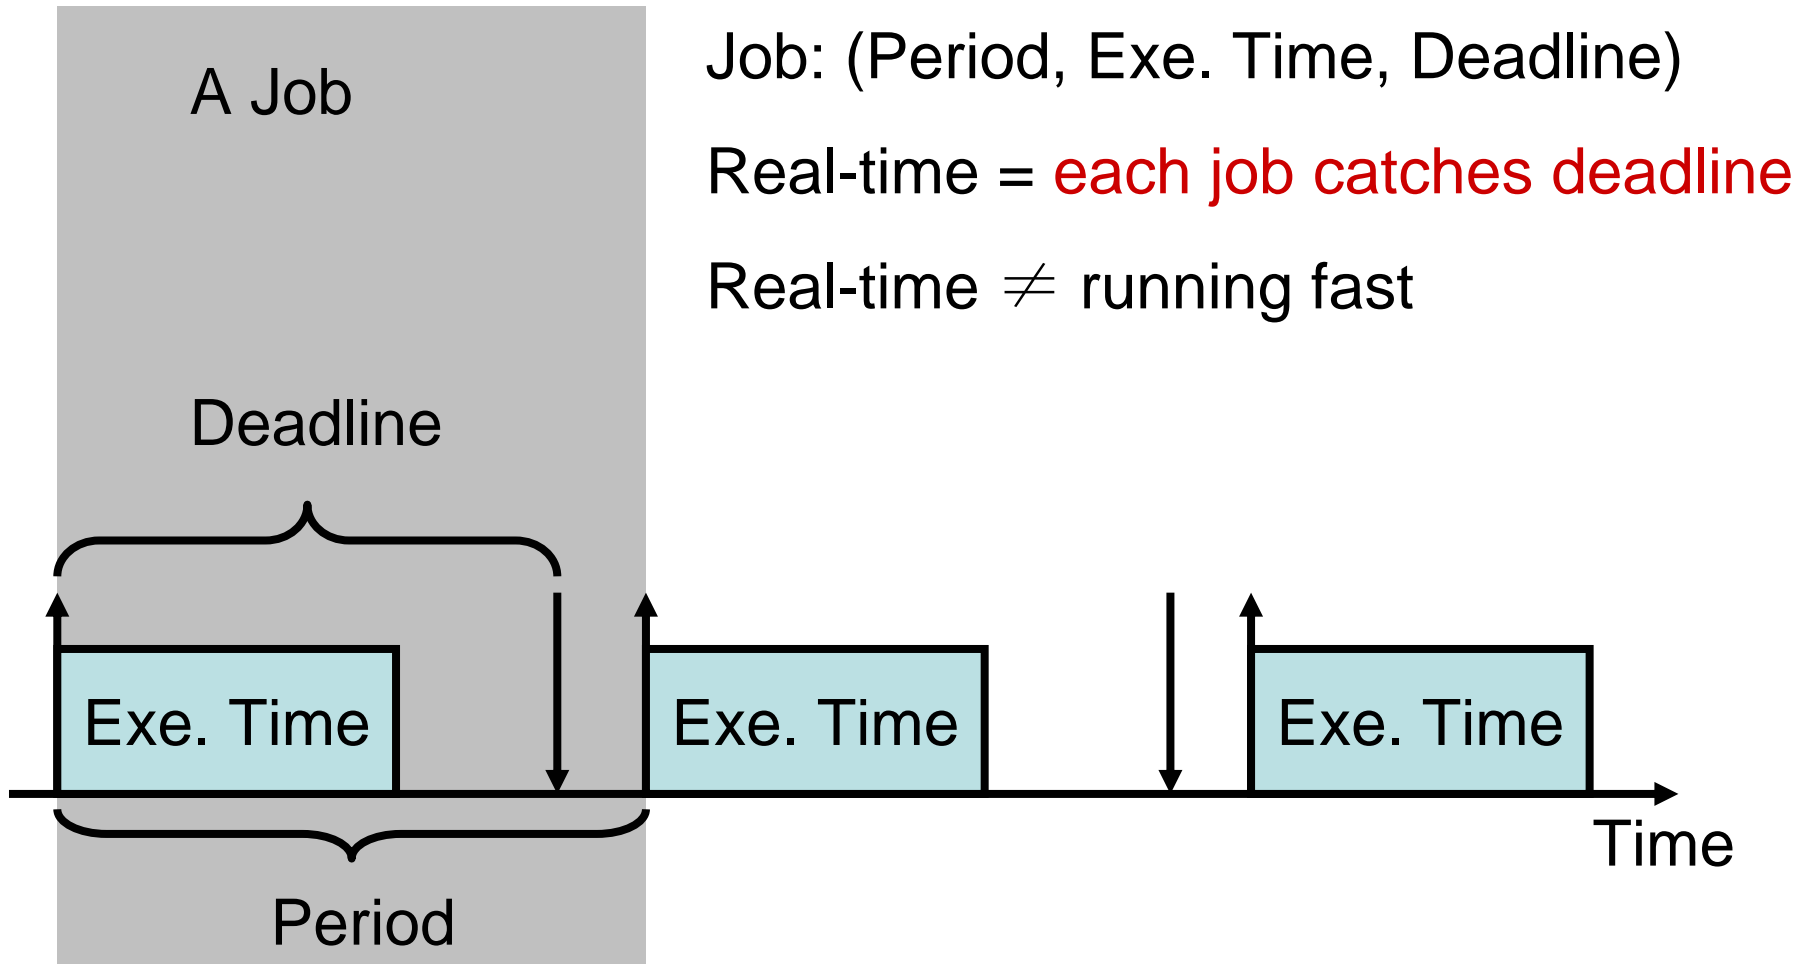 A Job
Job: (Period, Exe. Time, Deadline)
Real-time = each job catches deadline
Real-time ≠ running fast
Deadline
Exe. Time
Exe. Time
Exe. Time
Time
Period